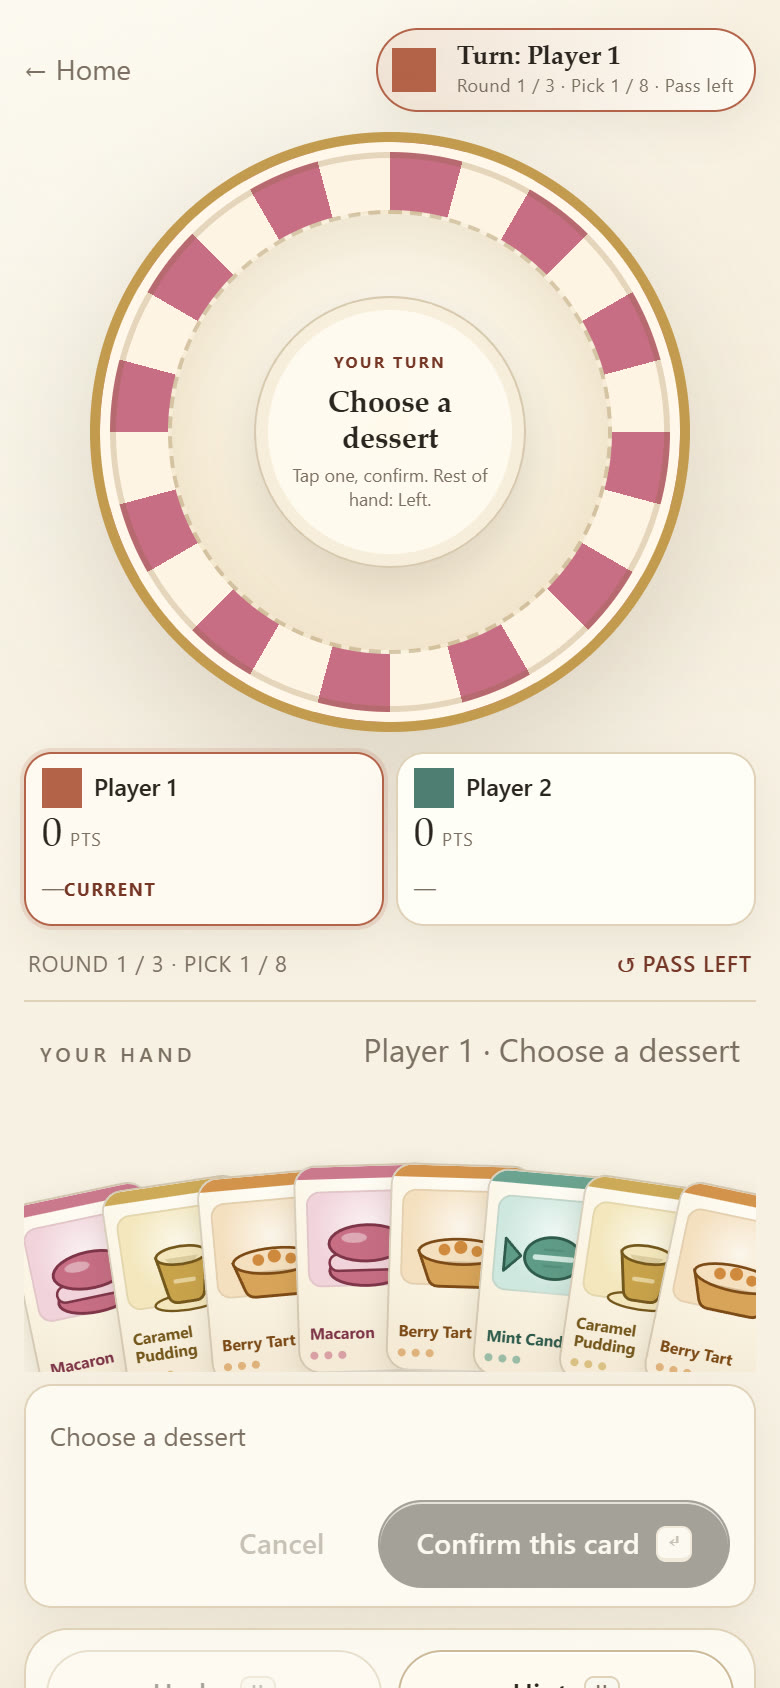 ← Home
Turn: Player 1
Round 1 / 3 · Pick 1 / 8 · Pass left
YOUR TURN
Choose a
dessert
Tap one, confirm. Rest of
hand: Left.
Player 1
0 PTS
—CURRENT
Player 2
0 PTS
—
ROUND 1 / 3 · PICK 1 / 8
↺ PASS LEFT
YOUR HAND
Player 1 · Choose a dessert
Macaron
Caramel
Pudding
Berry Tart
Macaron
Berry Tart
Mint Cand
Caramel
Pudding
Berry Tart
Choose a dessert
Cancel
Confirm this card ⏎